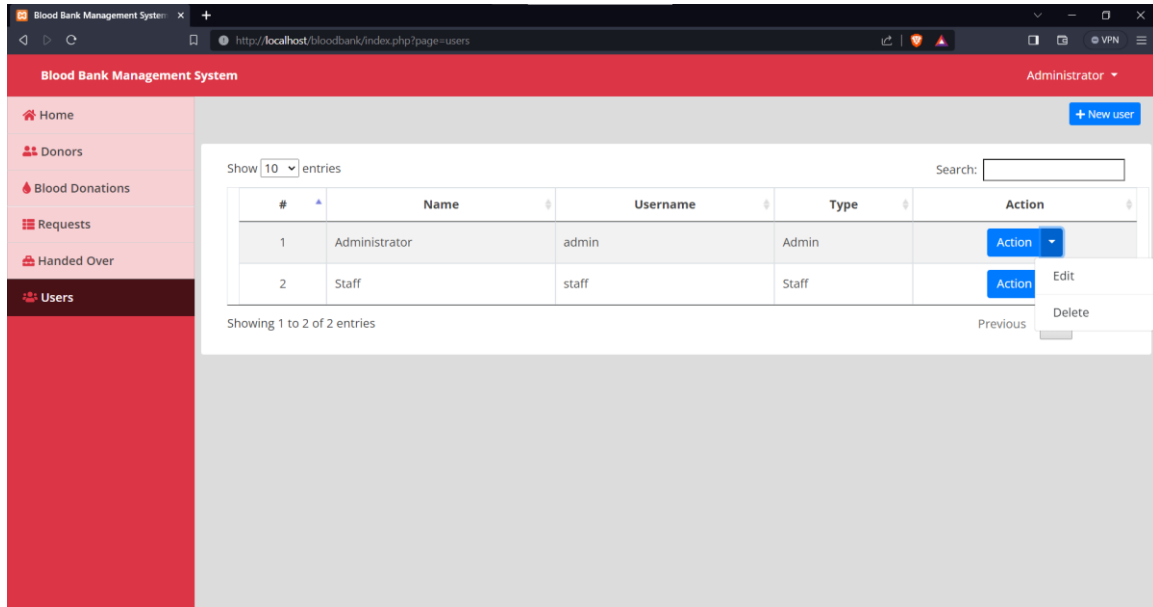 Blood Bank Management System
http://localhost/bloodbank/index.php?page=users
VPN
Blood Bank Management System
Administrator
Home
Donors
Blood Donations
Requests
Handed Over
Users
+ New user
Show 10 entries
Search:
# Name Username Type Action
1 Administrator admin Admin Action
2 Staff staff Staff Action
Edit
Delete
Showing 1 to 2 of 2 entries
Previous